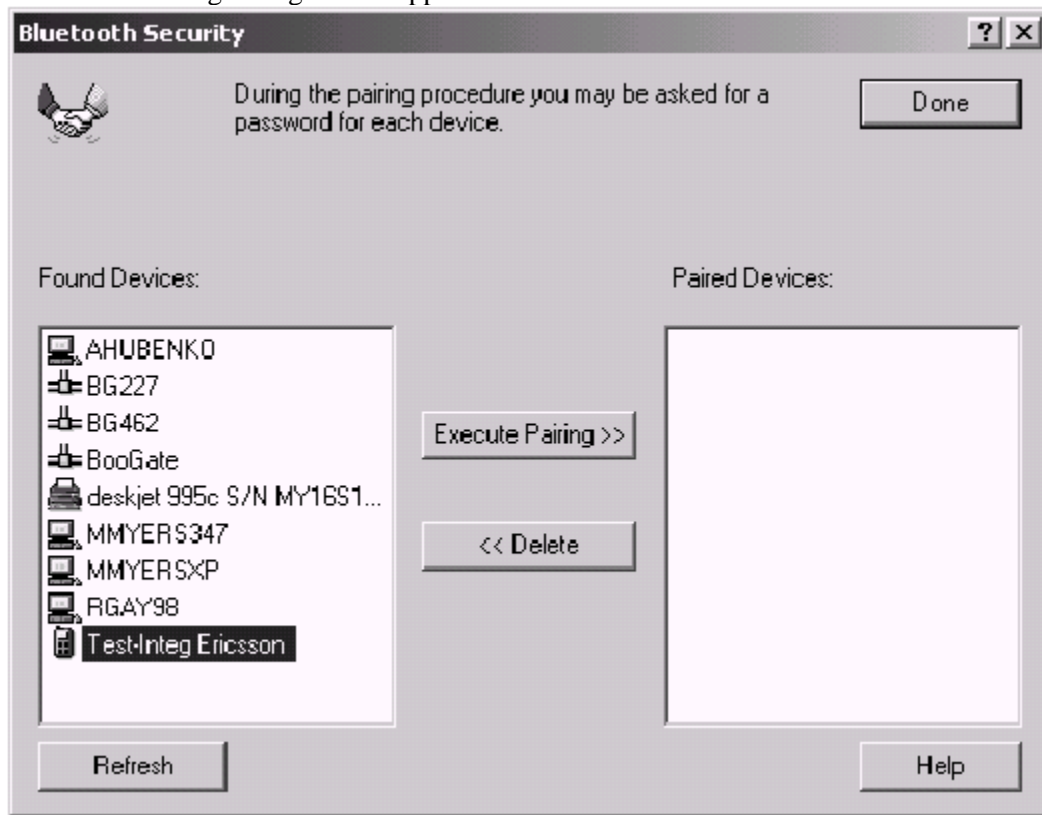 Bluetooth Security
During the pairing procedure you may be asked for a
password for each device.
Done
Found Devices:
Paired Devices:
AHUBENKO
BG227
BG462
BooGate
deskjet 995c S/N MY16S1...
MMYERS347
MMYERSXP
RGAY98
Test-Integ Ericsson
Execute Pairing >>
<< Delete
Refresh
Help